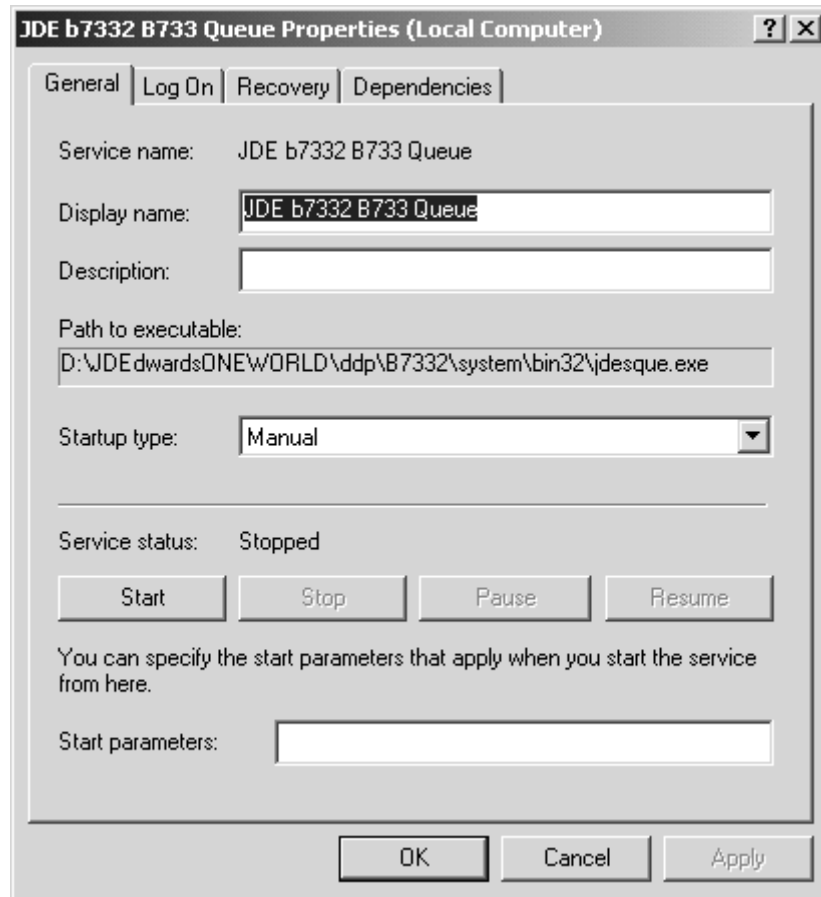 JDE b7332 B733 Queue Properties (Local Computer)
General Log On Recovery Dependencies
Service name: JDE b7332 B733 Queue
Display name: JDE b7332 B733 Queue
Description:
Path to executable:
D:\JDEdwardsONEWORLD\ddp\B7332\system\bin32\jdesque.exe
Startup type: Manual
Service status: Stopped
Start Stop Pause Resume
You can specify the start parameters that apply when you start the service
from here.
Start parameters:
OK Cancel Apply